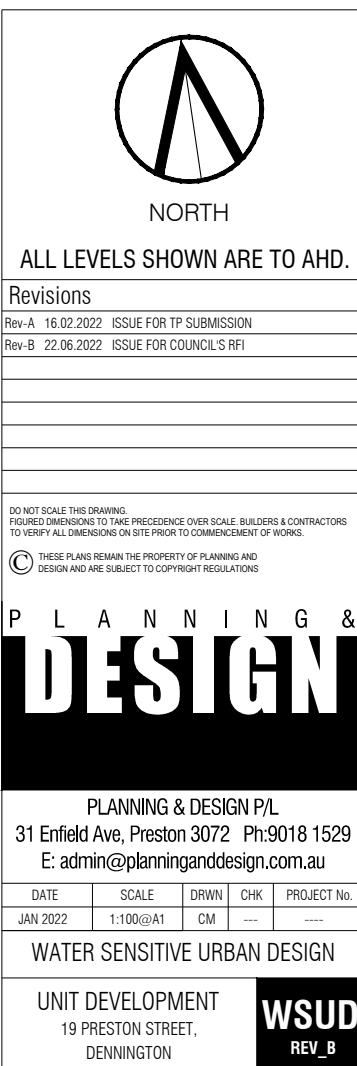 NORTH
ALL LEVELS SHOWN ARE TO AHD.
Revisions
Rev-A 16.02.2022 ISSUE FOR TP SUBMISSION
Rev-B 22.06.2022 ISSUE FOR COUNCIL'S RFI
DO NOT SCALE THIS DRAWING.
FIGURED DIMENSIONS TO TAKE PRECEDENCE OVER SCALE. BUILDERS & CONTRACTORS
TO VERIFY ALL DIMENSIONS ON SITE PRIOR TO COMMENCEMENT OF WORKS.
© THESE PLANS REMAIN THE PROPERTY OF PLANNING AND
DESIGN AND ARE SUBJECT TO COPYRIGHT REGULATIONS
PLANNING &
DESIGN
PLANNING & DESIGN P/L
31 Enfield Ave, Preston 3072 Ph:9018 1529
E: admin@planninganddesign.com.au
DATE SCALE DRWN CHK PROJECT No.
JAN 2022 1:100@A1 CM --- ----
WATER SENSITIVE URBAN DESIGN
UNIT DEVELOPMENT
19 PRESTON STREET,
DENNINGTON
WSUD
REV_B